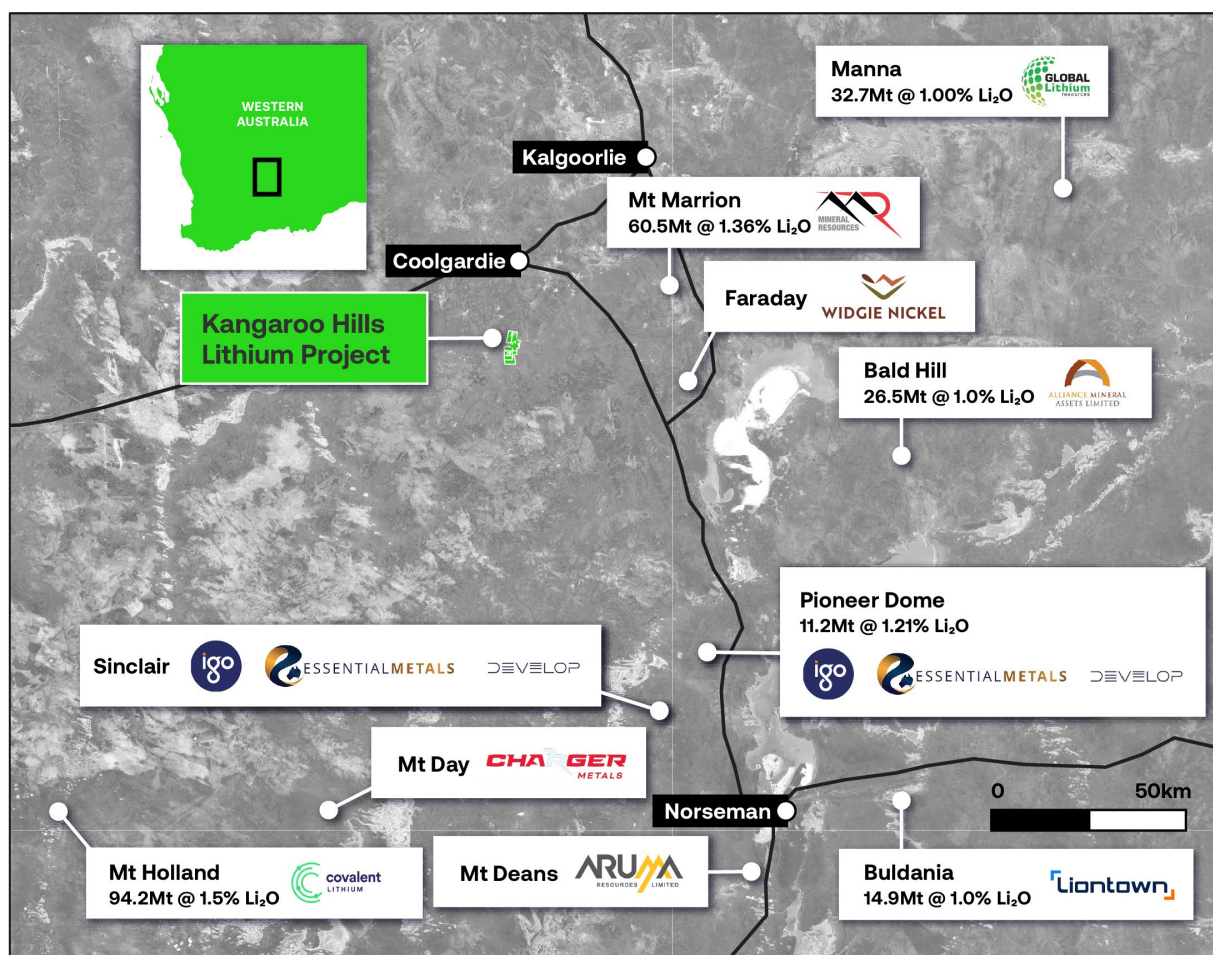 WESTERN
AUSTRALIA
Manna
32.7Mt @ 1.00% Li₂O
GLOBAL
Lithium
RESOURCES
Kalgoorlie
Mt Marrion
60.5Mt @ 1.36% Li₂O
MINERAL
RESOURCES
Coolgardie
Faraday
WIDGIE NICKEL
Kangaroo Hills
Lithium Project
Bald Hill
26.5Mt @ 1.0% Li₂O
ALLIANCE MINERAL
ASSETS LIMITED
Pioneer Dome
11.2Mt @ 1.21% Li₂O
igo
ESSENTIALMETALS
DEVELOP
Sinclair
igo
ESSENTIALMETALS
DEVELOP
Mt Day
CHARGER
METALS
Norseman
0 50km
Mt Holland
94.2Mt @ 1.5% Li₂O
covalent
LITHIUM
Mt Deans
ARUMA
RESOURCES LIMITED
Buldania
14.9Mt @ 1.0% Li₂O
Liontown